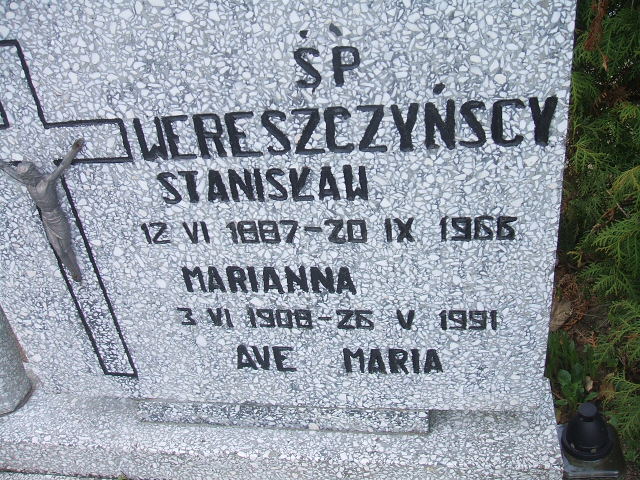 ŚP
WERESZCZYŃSCY
STANISŁAW
12 VI 1887-20 IX 1966
MARIANNA
3 VI 1908-26 V 1991
AVE MARIA